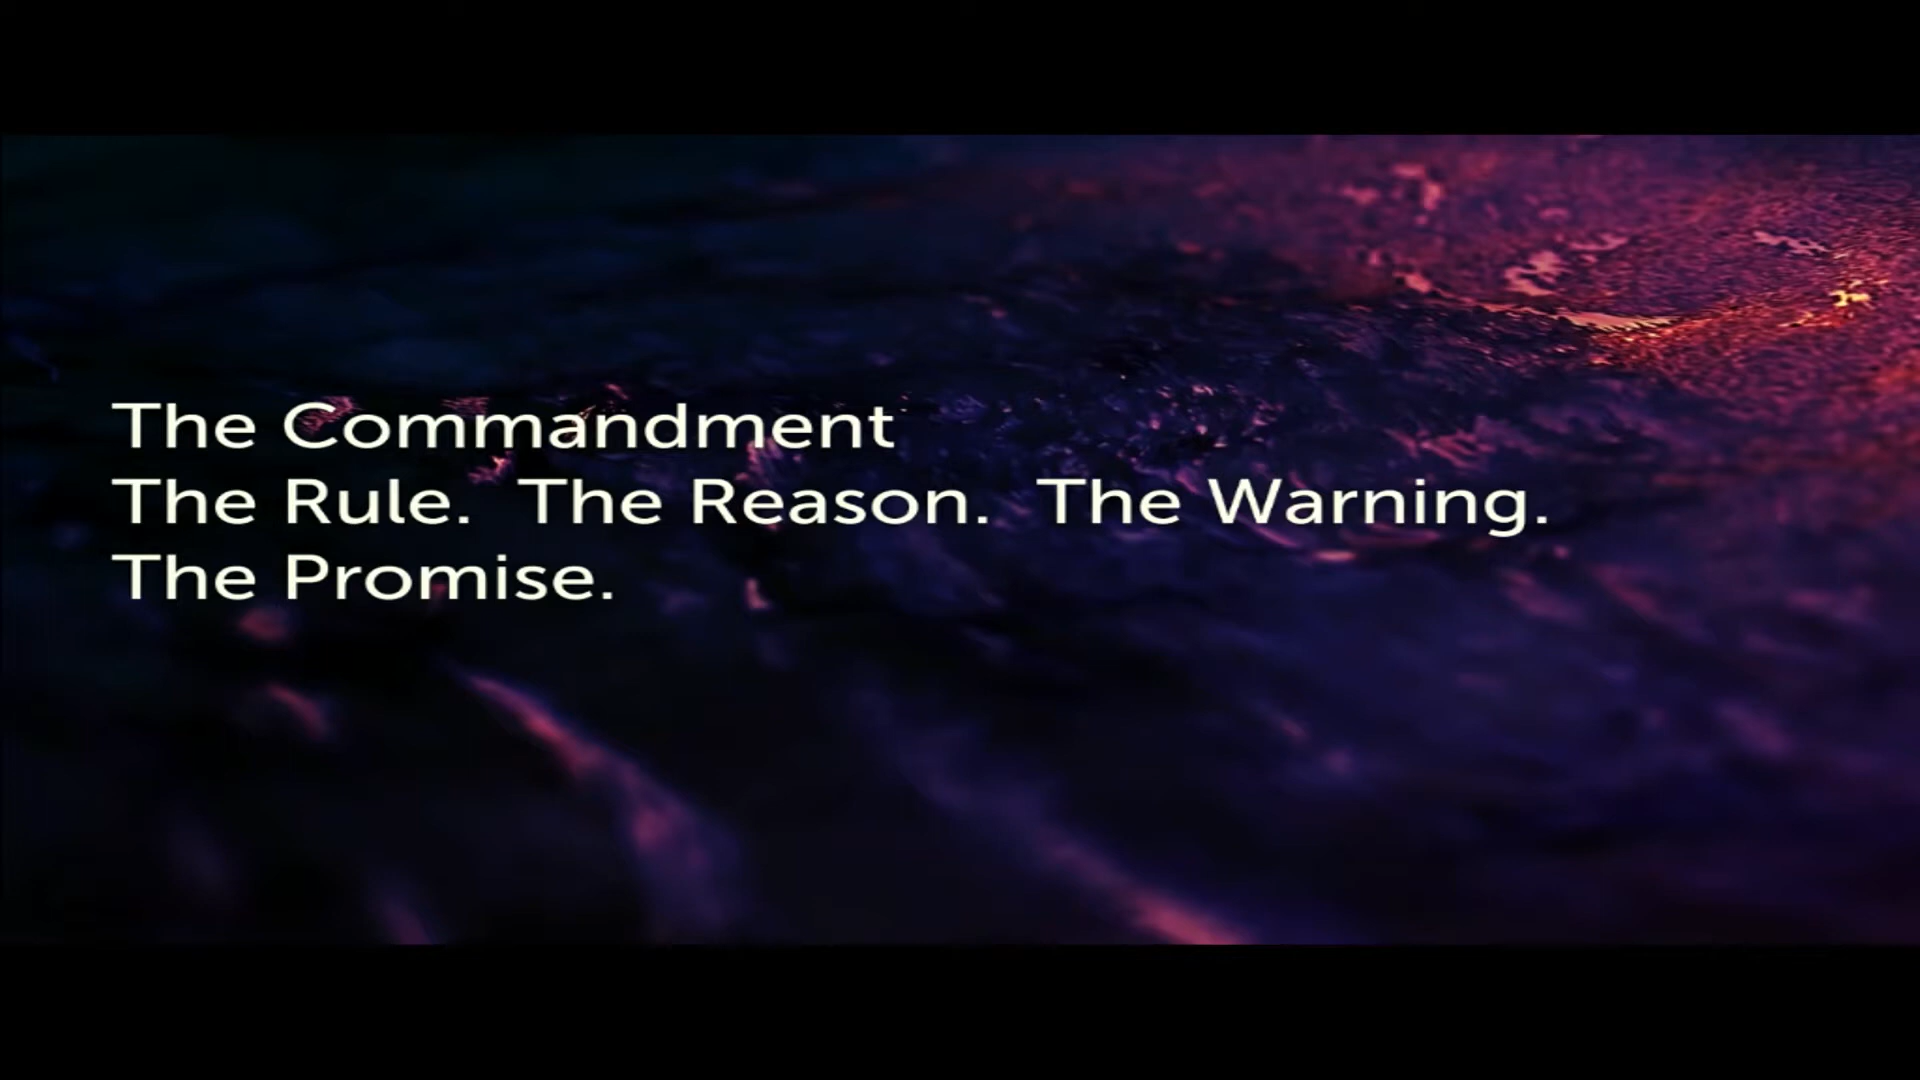 The Commandment
The Rule.  The Reason.  The Warning.
The Promise.